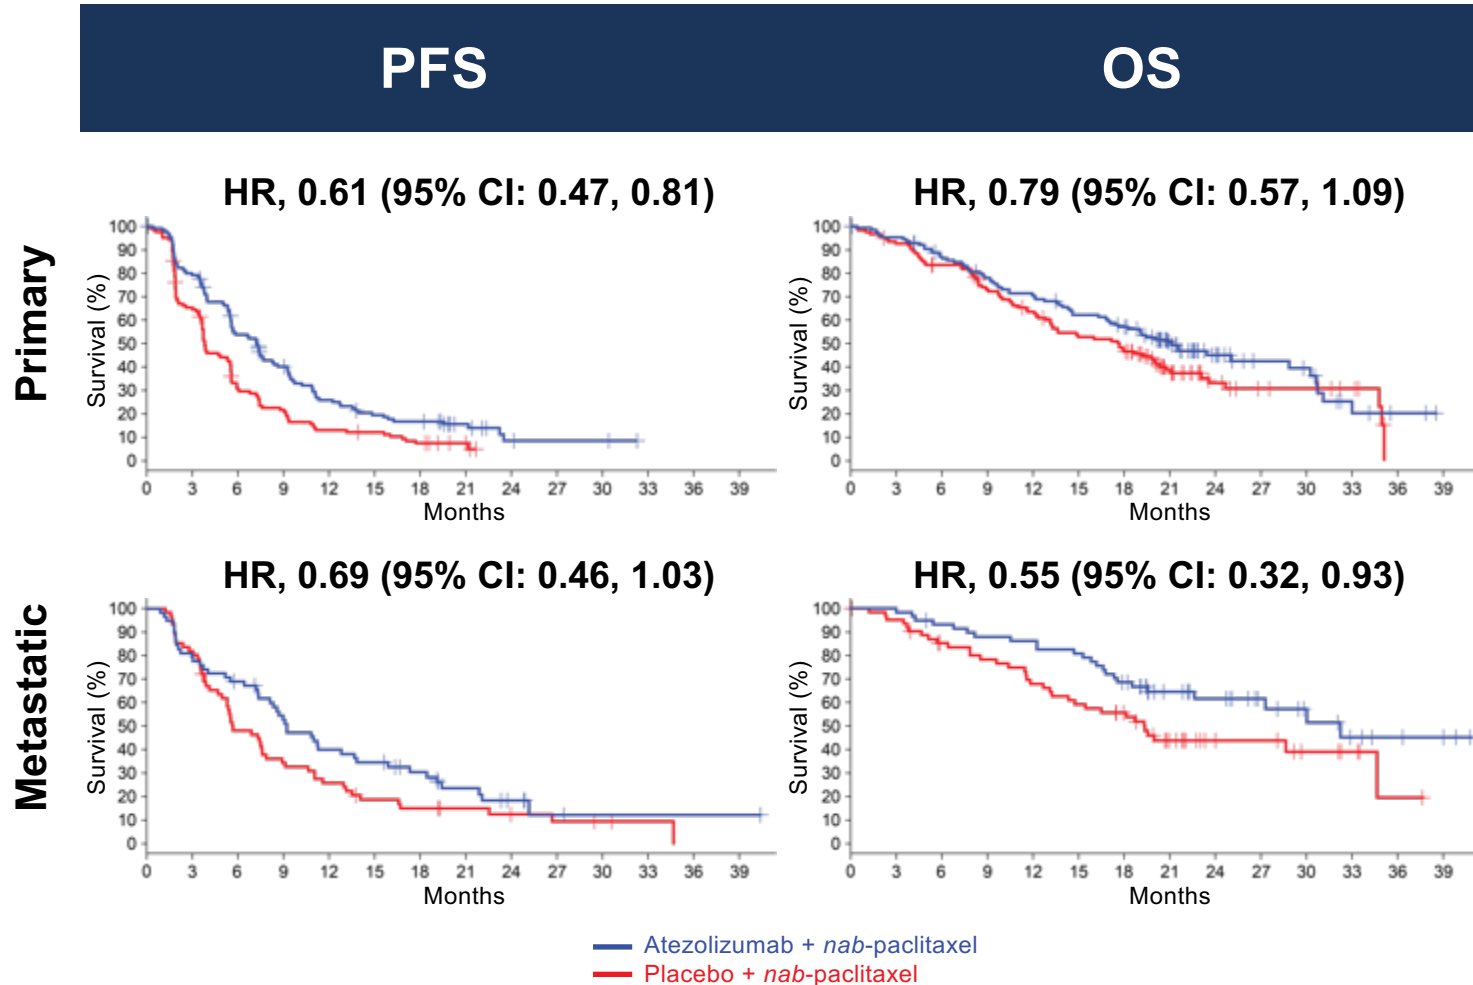 PFS
OS
Primary
HR, 0.61 (95% CI: 0.47, 0.81)
Survival (%)
100
90
80
70
60
50
40
30
20
10
0
0 3 6 9 12 15 18 21 24 27 30 33 36 39
Months
HR, 0.79 (95% CI: 0.57, 1.09)
Survival (%)
100
90
80
70
60
50
40
30
20
10
0
0 3 6 9 12 15 18 21 24 27 30 33 36 39
Months
Metastatic
HR, 0.69 (95% CI: 0.46, 1.03)
Survival (%)
100
90
80
70
60
50
40
30
20
10
0
0 3 6 9 12 15 18 21 24 27 30 33 36 39
Months
HR, 0.55 (95% CI: 0.32, 0.93)
Survival (%)
100
90
80
70
60
50
40
30
20
10
0
0 3 6 9 12 15 18 21 24 27 30 33 36 39
Months
Atezolizumab + nab-paclitaxel
Placebo + nab-paclitaxel